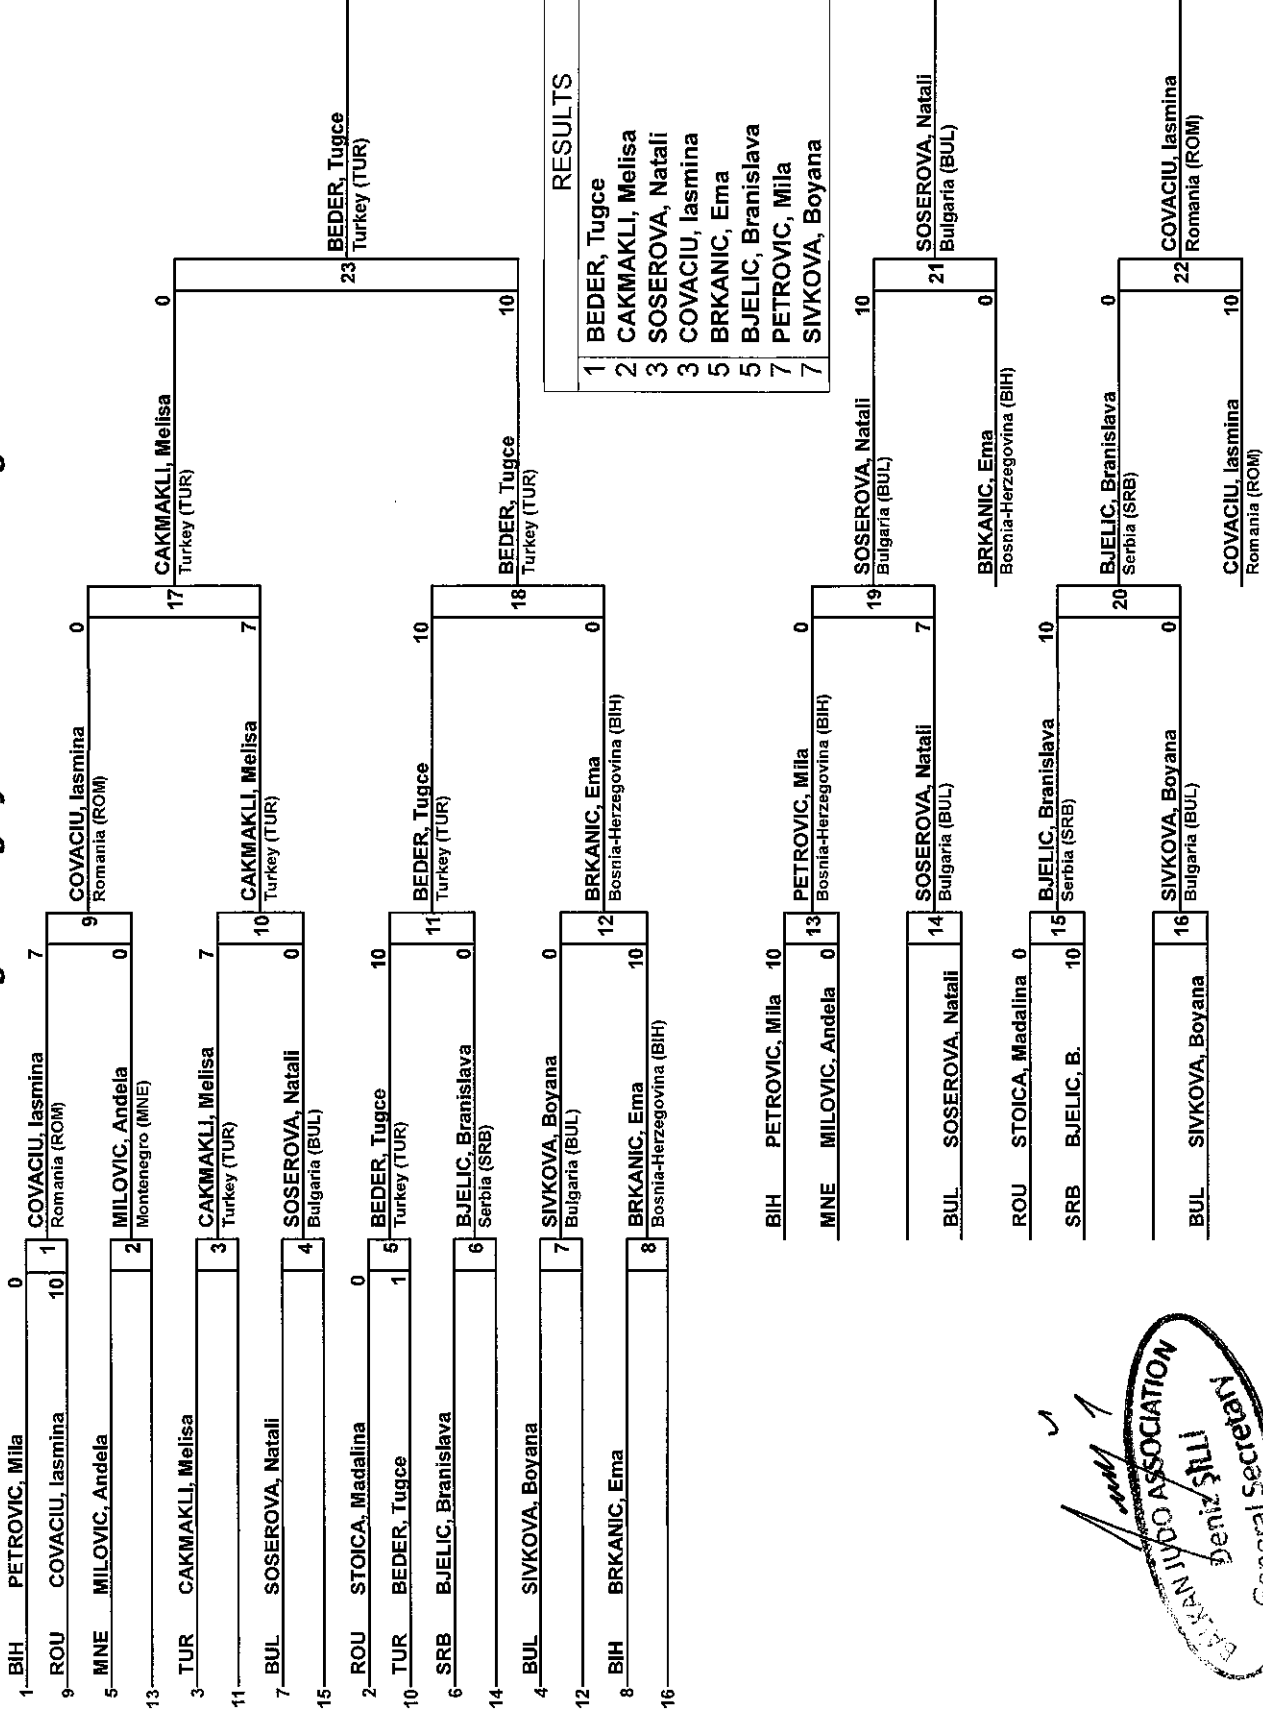 1 BIH PETROVIC, Mila 0
9 ROU COVACIU, Iasmina 10
1
5 MNE MILOVIC, Andela
13
2
3 TUR CAKMAKLI, Melisa
11
3
7 BUL SOSEROVA, Natali
15
4
2 ROU STOICA, Madalina 0
10 TUR BEDER, Tugce 1
5
6 SRB BJELIC, Branislava
14
6
4 BUL SIVKOVA, Boyana
12
7
8 BIH BRKANIC, Ema
16
8
COVACIU, Iasmina 7
Romania (ROM)
MILOVIC, Andela 0
Montenegro (MNE)
9
CAKMAKLI, Melisa 7
Turkey (TUR)
SOSEROVA, Natali 0
Bulgaria (BUL)
10
BEDER, Tugce 10
Turkey (TUR)
BJELIC, Branislava 0
Serbia (SRB)
11
SIVKOVA, Boyana 0
Bulgaria (BUL)
BRKANIC, Ema 10
Bosnia-Herzegovina (BIH)
12
COVACIU, Iasmina 0
Romania (ROM)
CAKMAKLI, Melisa 7
Turkey (TUR)
17
BEDER, Tugce 10
Turkey (TUR)
BRKANIC, Ema 0
Bosnia-Herzegovina (BIH)
18
CAKMAKLI, Melisa 0
Turkey (TUR)
BEDER, Tugce 10
Turkey (TUR)
23
BEDER, Tugce
Turkey (TUR)
RESULTS
1 BEDER, Tugce
2 CAKMAKLI, Melisa
3 SOSEROVA, Natali
3 COVACIU, Iasmina
5 BRKANIC, Ema
5 BJELIC, Branislava
7 PETROVIC, Mila
7 SIVKOVA, Boyana
BIH PETROVIC, Mila 10
MNE MILOVIC, Andela 0
13
BUL SOSEROVA, Natali
14
ROU STOICA, Madalina 0
SRB BJELIC, B. 10
15
BUL SIVKOVA, Boyana
16
PETROVIC, Mila 0
Bosnia-Herzegovina (BIH)
SOSEROVA, Natali 7
Bulgaria (BUL)
19
BJELIC, Branislava 10
Serbia (SRB)
SIVKOVA, Boyana 0
Bulgaria (BUL)
20
SOSEROVA, Natali 10
Bulgaria (BUL)
BRKANIC, Ema 0
Bosnia-Herzegovina (BIH)
21
BJELIC, Branislava 0
Serbia (SRB)
COVACIU, Iasmina 10
Romania (ROM)
22
SOSEROVA, Natali
Bulgaria (BUL)
COVACIU, Iasmina
Romania (ROM)
BALKAN JUDO ASSOCIATION
Deniz ŞİLLİ
General Secretary